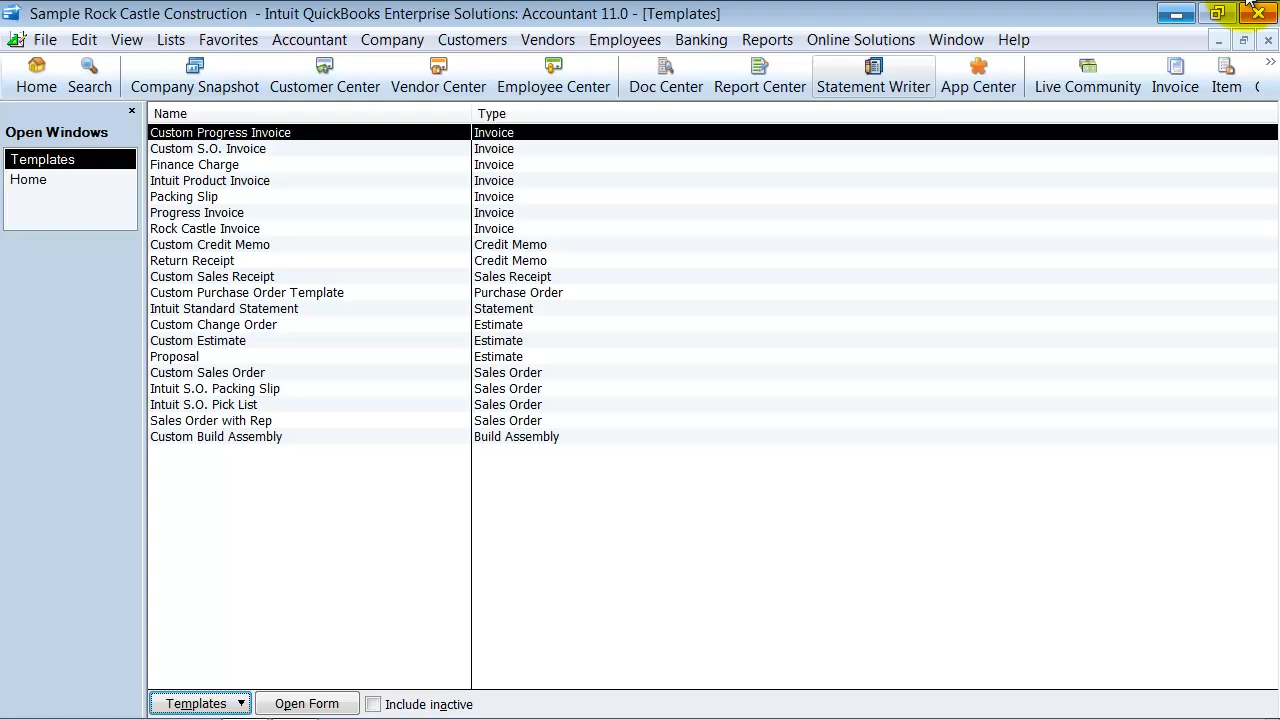 Sample Rock Castle Construction - Intuit QuickBooks Enterprise Solutions: Accountant 11.0 - [Templates]
File Edit View Lists Favorites Accountant Company Customers Vendors Employees Banking Reports Online Solutions Window Help
Home Search Company Snapshot Customer Center Vendor Center Employee Center Doc Center Report Center Statement Writer App Center Live Community Invoice Item
Open Windows
Templates
Home
Name Type
Custom Progress Invoice Invoice
Custom S.O. Invoice Invoice
Finance Charge Invoice
Intuit Product Invoice Invoice
Packing Slip Invoice
Progress Invoice Invoice
Rock Castle Invoice Invoice
Custom Credit Memo Credit Memo
Return Receipt Credit Memo
Custom Sales Receipt Sales Receipt
Custom Purchase Order Template Purchase Order
Intuit Standard Statement Statement
Custom Change Order Estimate
Custom Estimate Estimate
Proposal Estimate
Custom Sales Order Sales Order
Intuit S.O. Packing Slip Sales Order
Intuit S.O. Pick List Sales Order
Sales Order with Rep Sales Order
Custom Build Assembly Build Assembly
Templates Open Form Include inactive